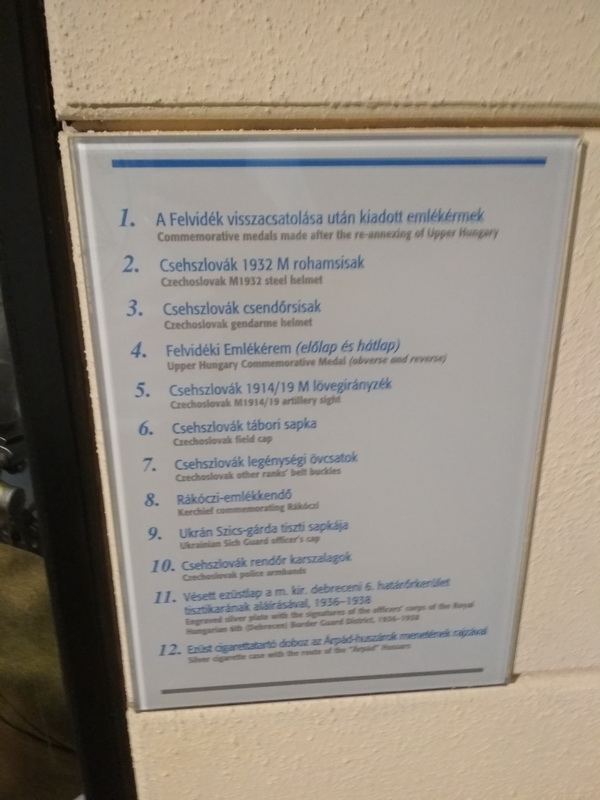 1. A Felvidék visszacsatolása után kiadott emlékérmek
Commemorative medals made after the re-annexing of Upper Hungary
2. Csehszlovák 1932 M rohamsisak
Czechoslovak M1932 steel helmet
3. Csehszlovák csendőrsisak
Czechoslovak gendarme helmet
4. Felvidéki Emlékérem (előlap és hátlap)
Upper Hungary Commemorative Medal (obverse and reverse)
5. Csehszlovák 1914/19 M lövegirányzék
Czechoslovak M1914/19 artillery sight
6. Csehszlovák tábori sapka
Czechoslovak field cap
7. Csehszlovák legénységi övcsatok
Czechoslovak other ranks' belt buckles
8. Rákóczi-emlékkendő
Kerchief commemorating Rákóczi
9. Ukrán Szics-gárda tiszti sapkája
Ukrainian Sich Guard officer's cap
10. Csehszlovák rendőr karszalagok
Czechoslovak police armbands
11. Vésett ezüstlap a m. kir. debreceni 6. határőrkerület
tisztikarának aláírásával, 1936–1938
Engraved silver plate with the signatures of the officers' corps of the Royal
Hungarian 6th (Debrecen) Border Guard District, 1936–1938
12. Ezüst cigarettatartó doboz az Árpád-huszárok menetének rajzával
Silver cigarette case with the route of the "Árpád" Hussars